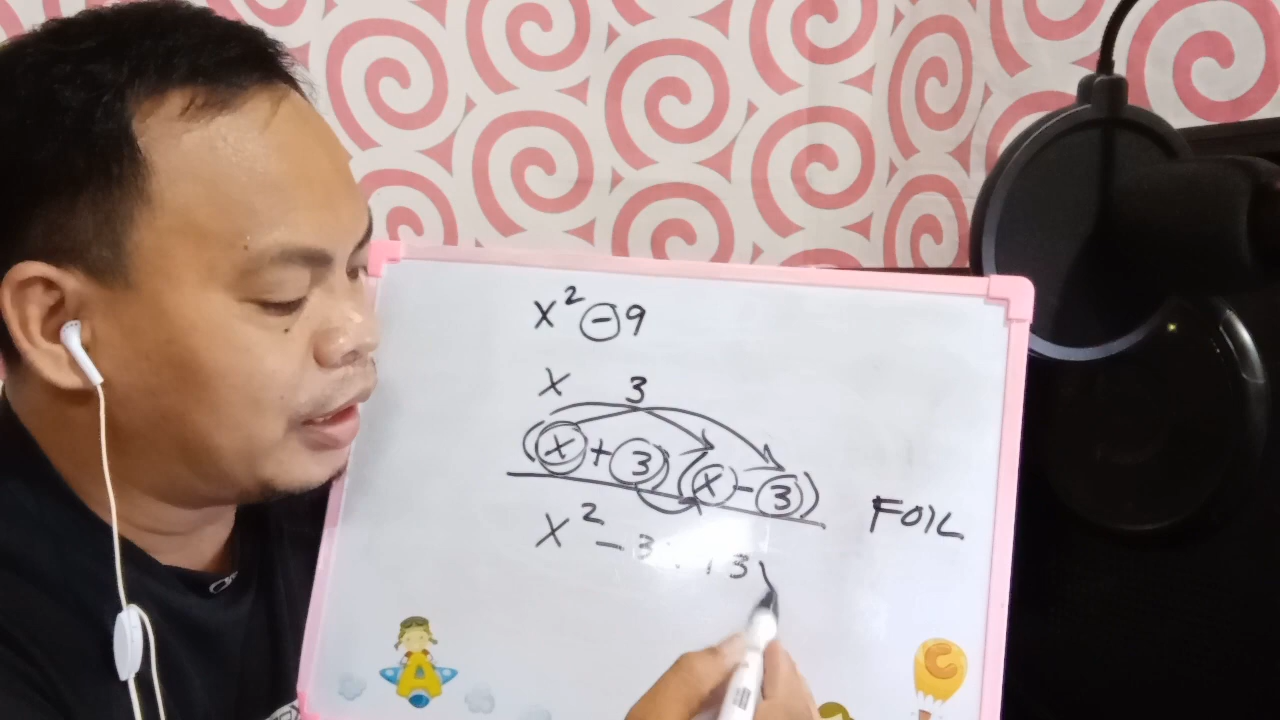 x² - 9
x 3
(x + 3) (x - 3)
FOIL
x² - 3 + 3
A
C